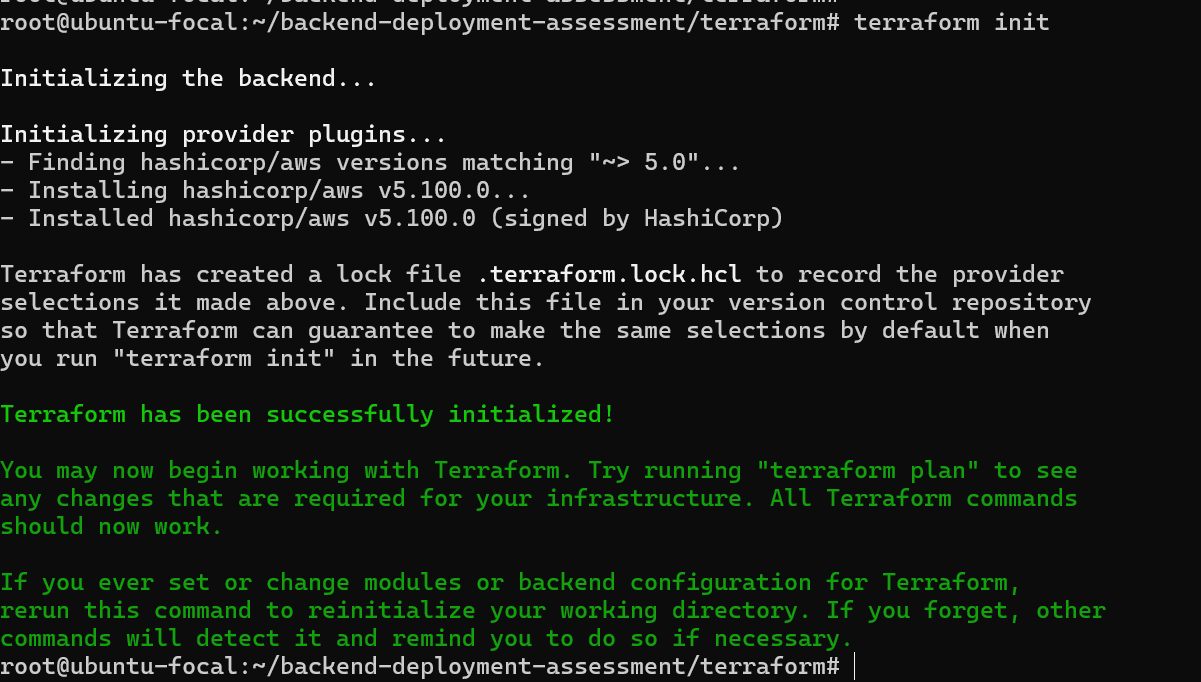 root@ubuntu-focal:~/backend-deployment-assessment/terraform#
root@ubuntu-focal:~/backend-deployment-assessment/terraform# terraform init
Initializing the backend...
Initializing provider plugins...
- Finding hashicorp/aws versions matching "~> 5.0"...
- Installing hashicorp/aws v5.100.0...
- Installed hashicorp/aws v5.100.0 (signed by HashiCorp)
Terraform has created a lock file .terraform.lock.hcl to record the provider
selections it made above. Include this file in your version control repository
so that Terraform can guarantee to make the same selections by default when
you run "terraform init" in the future.
Terraform has been successfully initialized!
You may now begin working with Terraform. Try running "terraform plan" to see
any changes that are required for your infrastructure. All Terraform commands
should now work.
If you ever set or change modules or backend configuration for Terraform,
rerun this command to reinitialize your working directory. If you forget, other
commands will detect it and remind you to do so if necessary.
root@ubuntu-focal:~/backend-deployment-assessment/terraform#